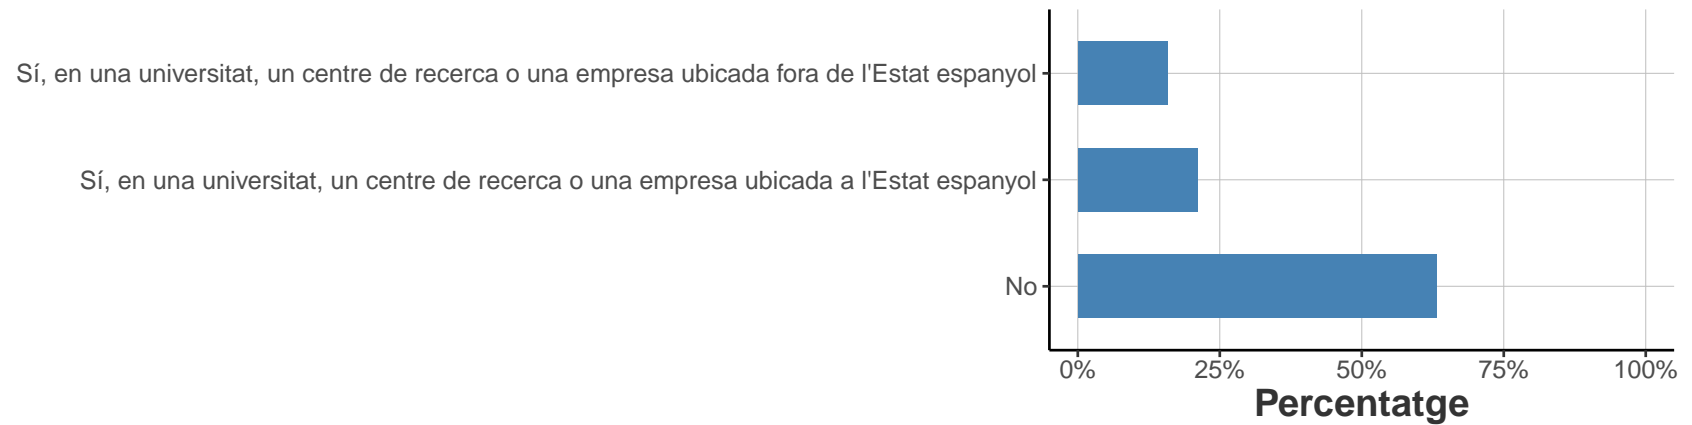 Sí, en una universitat, un centre de recerca o una empresa ubicada fora de l'Estat espanyol
Sí, en una universitat, un centre de recerca o una empresa ubicada a l'Estat espanyol
No
0% 25% 50% 75% 100%
Percentatge